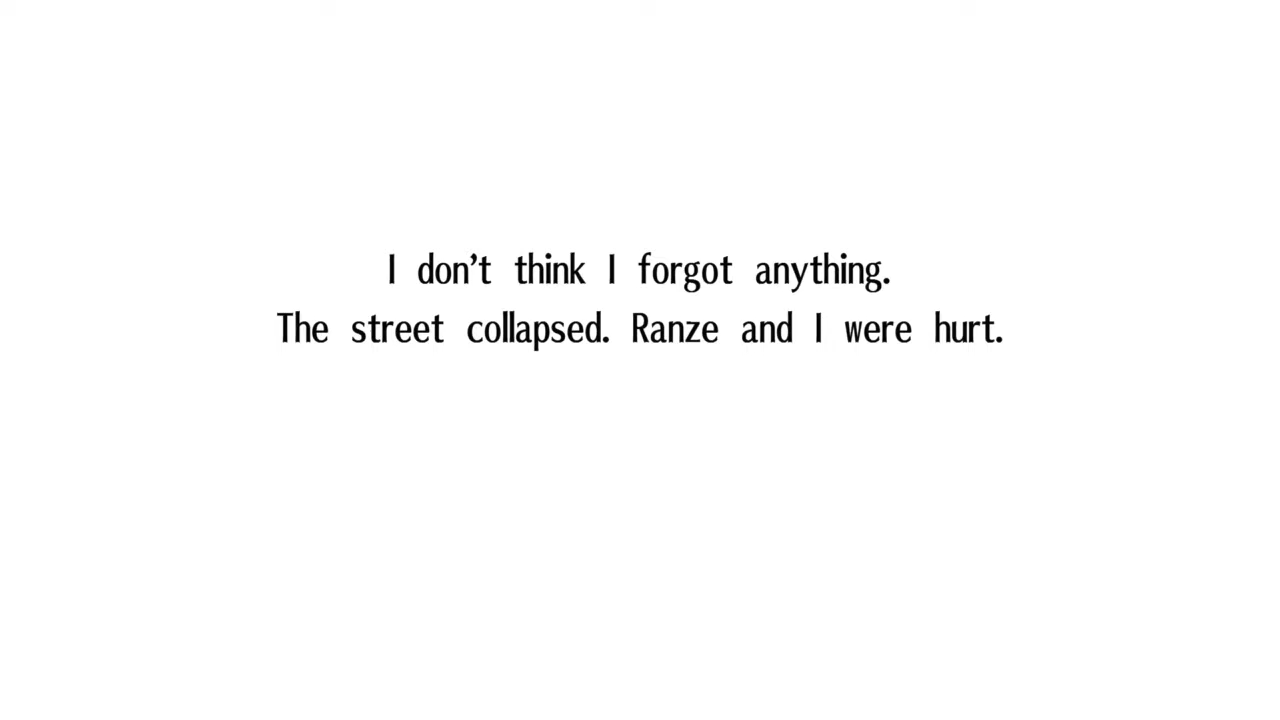 I don’t think I forgot anything.
The street collapsed. Ranze and I were hurt.